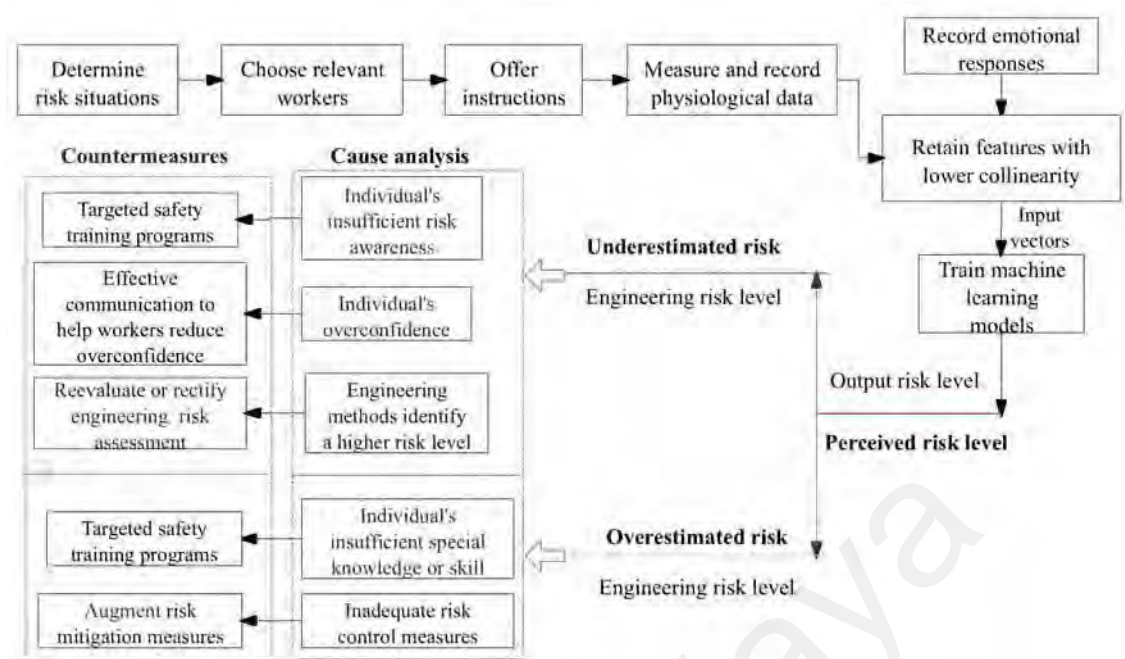 Determine
risk situations
Choose relevant
workers
Offer
instructions
Measure and record
physiological data
Record emotional
responses
Retain features with
lower collinearity
Input
vectors
Train machine
learning
models
Output risk level
Perceived risk level
Underestimated risk
Engineering risk level
Overestimated risk
Engineering risk level
Cause analysis
Individual's
insufficient risk
awareness
Individual's
overconfidence
Engineering
methods identify
a higher risk level
Individual's
insufficient special
knowledge or skill
Inadequate risk
control measures
Countermeasures
Targeted safety
training programs
Effective
communication to
help workers reduce
overconfidence
Reevaluate or rectify
engineering risk
assessment
Targeted safety
training programs
Augment risk
mitigation measures